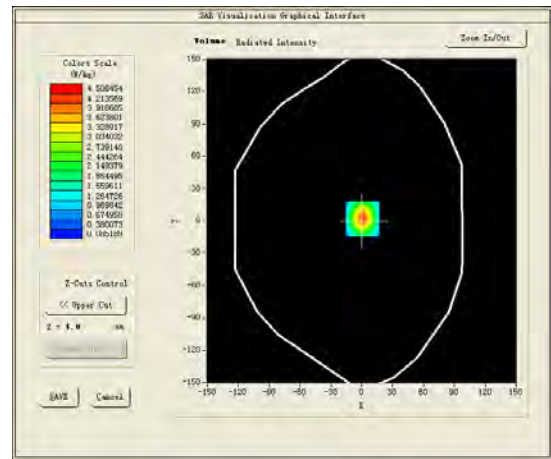 SAR Visualisation Graphical Interface
Volume Radiated Intensity
Zoom In/Out
Colors Scale
(W/kg)
4.508454
4.213569
3.918685
3.623801
3.328917
3.034032
2.739148
2.444264
2.149379
1.854495
1.559611
1.264726
0.969842
0.674958
0.380073
0.085189
Z-Cuts Control
<< Upper Cut
Z = 4.0 mm
SAVE
Cancel
150
120
90
60
30
0
-30
-60
-90
-120
-150
-150 -120 -90 -60 -30 0 30 60 90 120 150
X